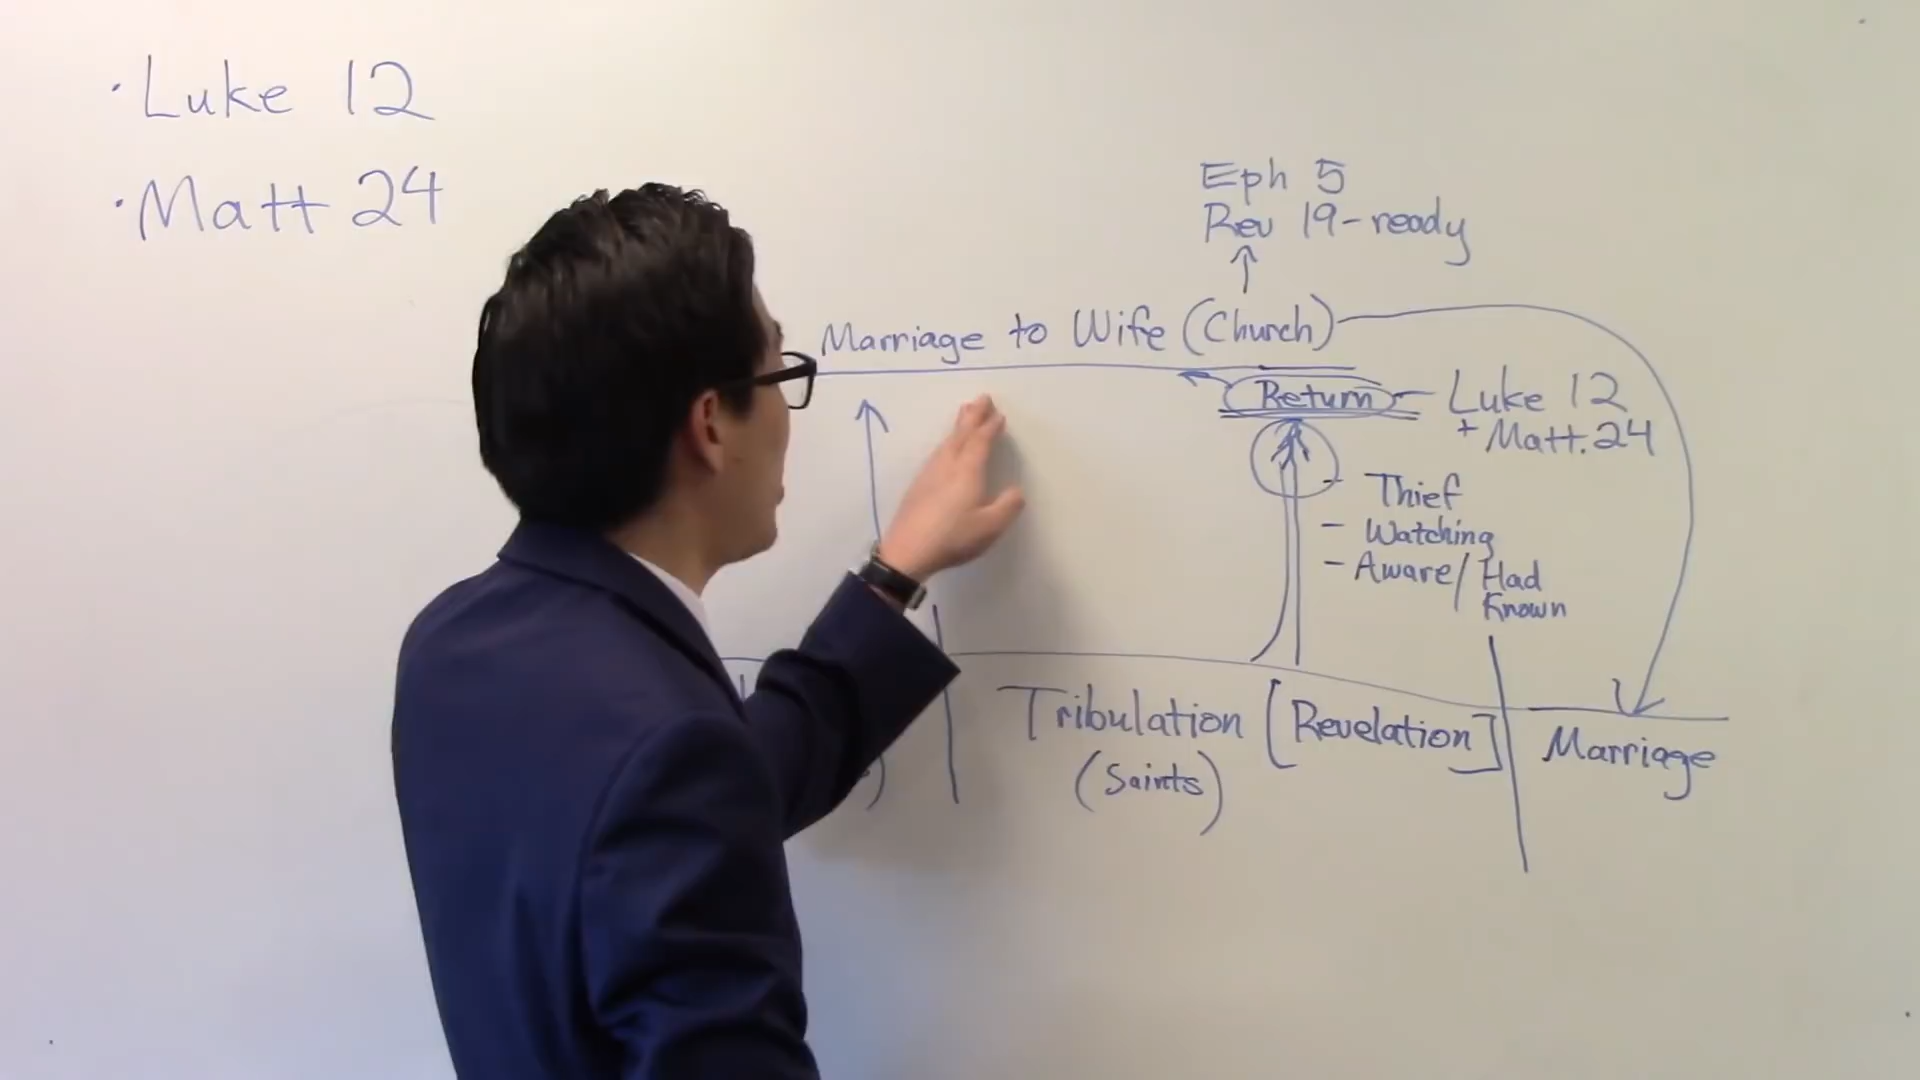 · Luke 12
· Matt 24
Eph 5
Rev 19-ready
Marriage to Wife (Church)
Return - Luke 12
+ Matt. 24
- Thief
- Watching
- Aware/Had
Known
Tribulation [Revelation]
(Saints)
Marriage